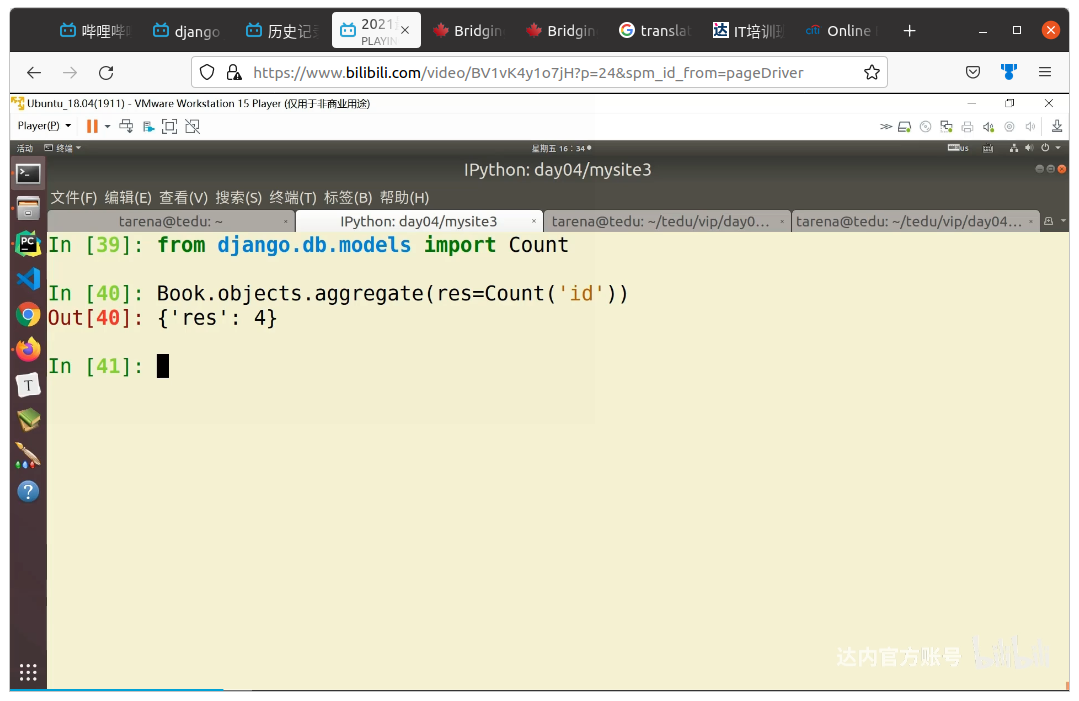 哔哩哔哩
django
历史记录
2021
PLAYIN
Bridgin
Bridgin
translat
IT培训班
Online
https://www.bilibili.com/video/BV1vK4y1o7jH?p=24&spm_id_from=pageDriver
Ubuntu_18.04(1911) - VMware Workstation 15 Player (仅用于非商业用途)
Player(P)
活动 终端 星期五 16：34 us
IPython: day04/mysite3
文件(F) 编辑(E) 查看(V) 搜索(S) 终端(T) 标签(B) 帮助(H)
tarena@tedu: ~
IPython: day04/mysite3
tarena@tedu: ~/tedu/vip/day0...
tarena@tedu: ~/tedu/vip/day04...
In [39]: from django.db.models import Count
In [40]: Book.objects.aggregate(res=Count('id'))
Out[40]: {'res': 4}
In [41]:
达内官方账号